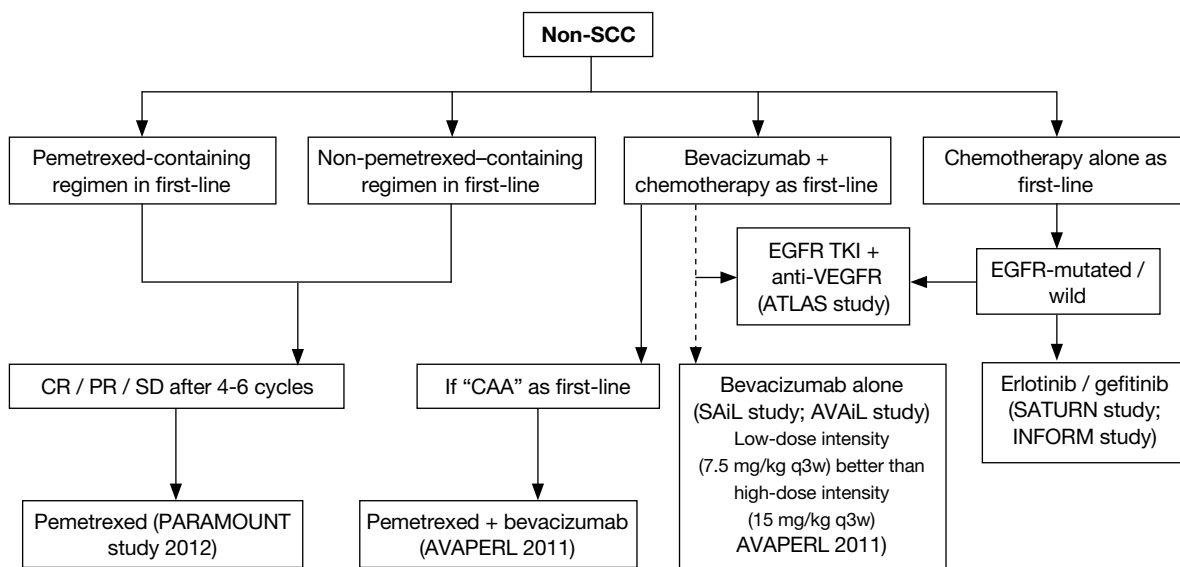 Non-SCC
Pemetrexed-containing
regimen in first-line
Non-pemetrexed–containing
regimen in first-line
Bevacizumab +
chemotherapy as first-line
Chemotherapy alone as
first-line
EGFR TKI +
anti-VEGFR
(ATLAS study)
EGFR-mutated /
wild
CR / PR / SD after 4-6 cycles
If “CAA” as first-line
Bevacizumab alone
(SAiL study; AVAiL study)
Low-dose intensity
(7.5 mg/kg q3w) better than
high-dose intensity
(15 mg/kg q3w)
AVAPERL 2011)
Erlotinib / gefitinib
(SATURN study;
INFORM study)
Pemetrexed (PARAMOUNT
study 2012)
Pemetrexed + bevacizumab
(AVAPERL 2011)